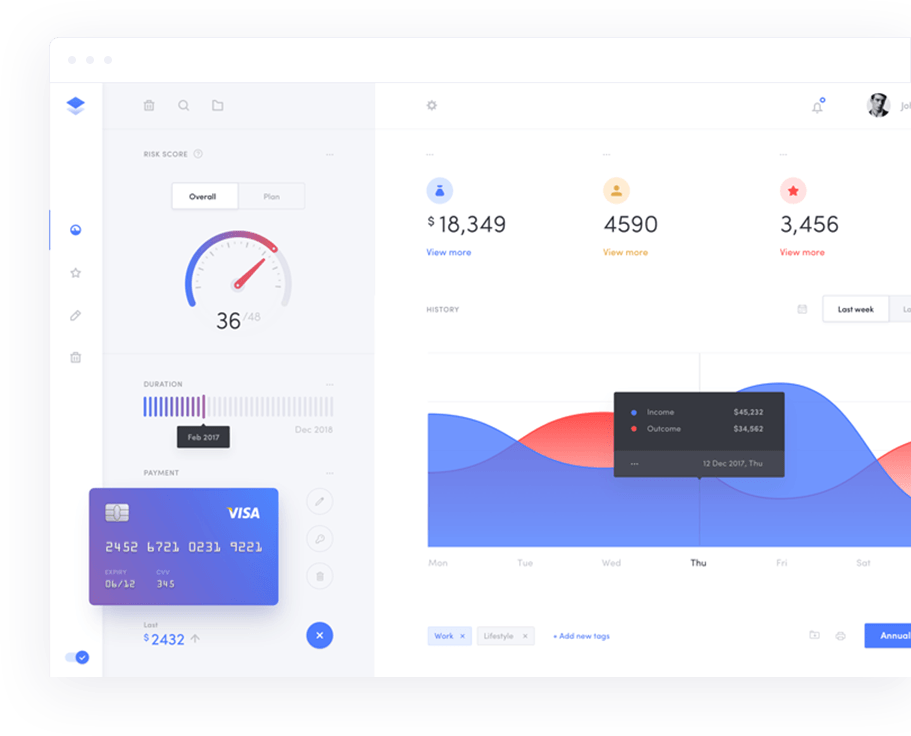 Joh
RISK SCORE ?
Overall Plan
36/48
DURATION
Feb 2017
Dec 2018
PAYMENT
VISA
2452 6721 0231 9221
EXPIRY CVV
06/12 345
Last
$2432
$18,349
View more
4590
View more
3,456
View more
HISTORY
Last week La
Income $45,232
Outcome $34,562
12 Dec 2017, Thu
Mon Tue Wed Thu Fri Sat
Work × Lifestyle × + Add new tags
Annual